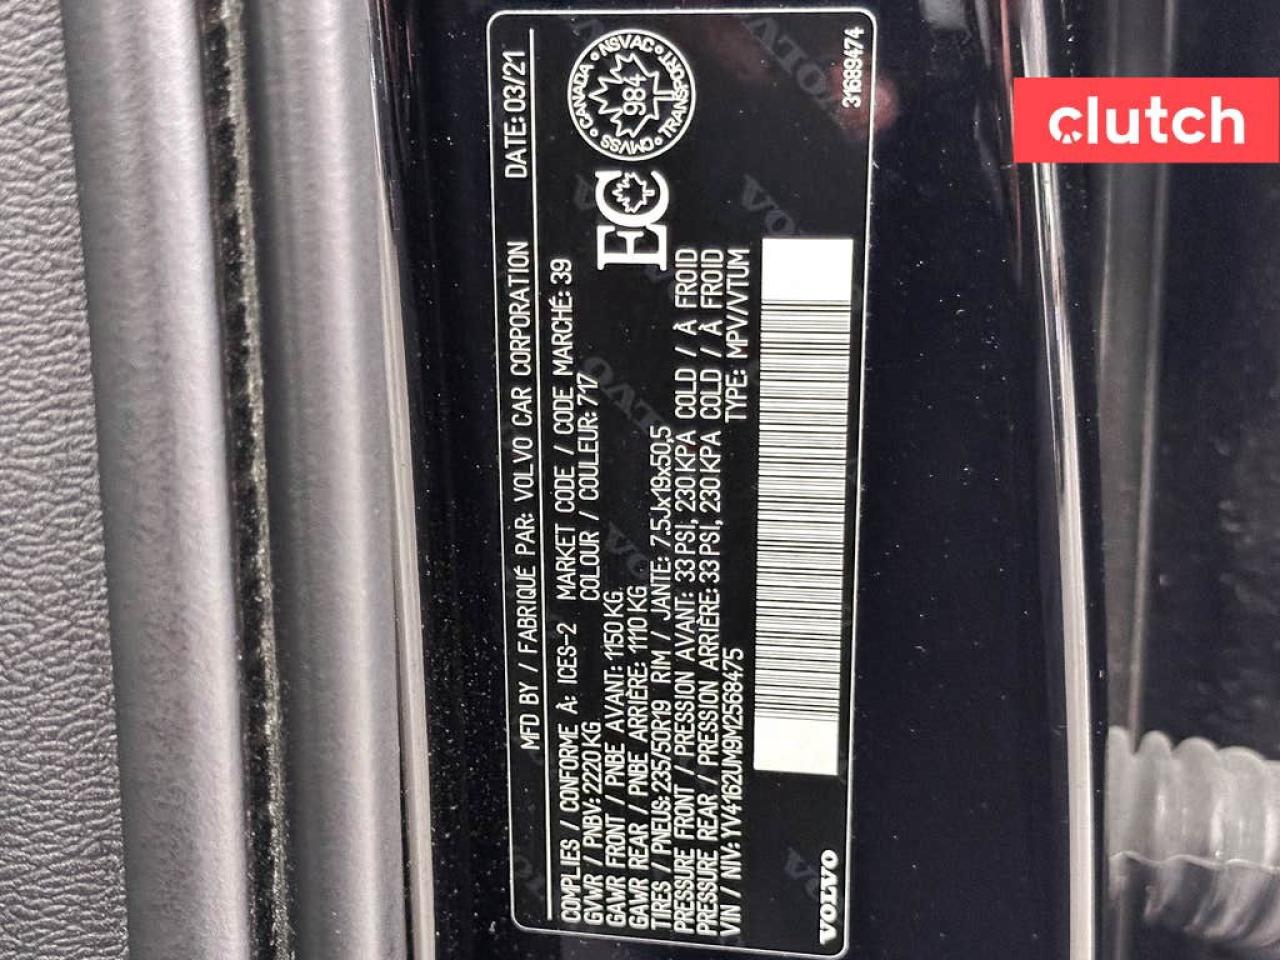 MFD BY / FABRIQUÉ PAR: VOLVO CAR CORPORATION DATE: 03/21
COMPLIES / CONFORME À: ICES-2 MARKET CODE / CODE MARCHÉ: 39
GVWR / PNBV: 2220 KG COLOUR / COULEUR: 717
GAWR FRONT / PNBE AVANT: 1150 KG
GAWR REAR / PNBE ARRIÈRE: 1110 KG
TIRES / PNEUS: 235/50R19 RIM / JANTE: 7.5Jx19x50,5
PRESSURE FRONT / PRESSION AVANT: 33 PSI, 230 KPA COLD / À FROID
PRESSURE REAR / PRESSION ARRIÈRE: 33 PSI, 230 KPA COLD / À FROID
VIN / NIV: YV4162UM9M2568475 TYPE: MPV/VTUM
EC
CANADA • NSVAC • TRANSPORT • CMVSS
984
VOLVO
31689474
clutch